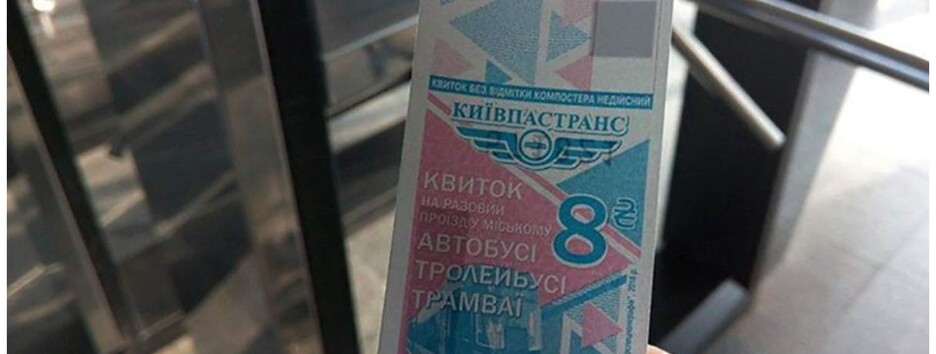 КВИТОК БЕЗ ВІДМІТКИ КОМПОСТЕРА НЕДІЙСНИЙ
КИЇВПАСТРАНС
КВИТОК
НА РАЗОВИЙ
ПРОЇЗД У МІСЬКОМУ
АВТОБУСІ
ТРОЛЕЙБУСІ
ТРАМВАЇ
8 ₴